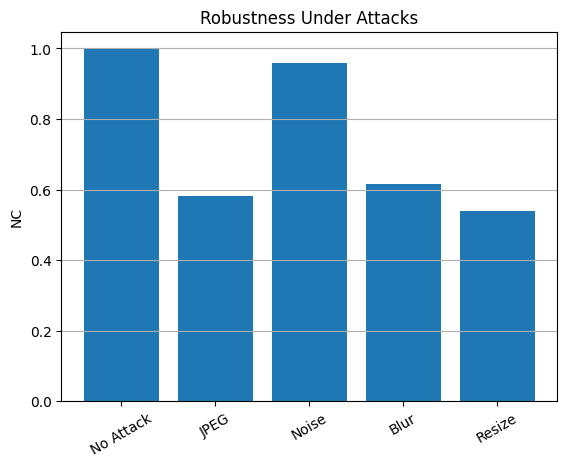 Robustness Under Attacks
NC
1.0
0.8
0.6
0.4
0.2
0.0
No Attack
JPEG
Noise
Blur
Resize